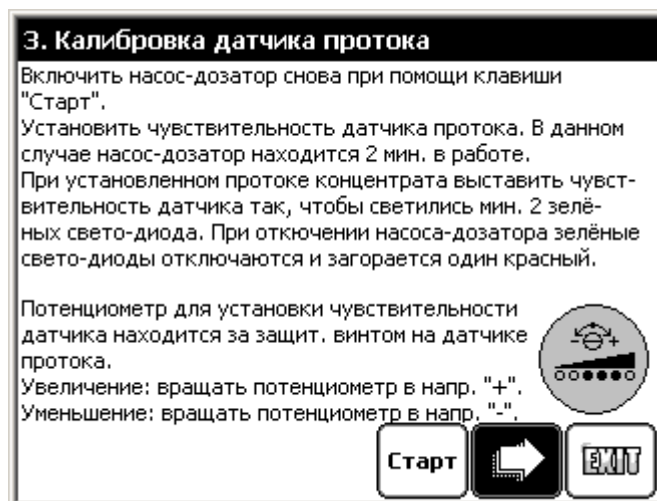 3. Калибровка датчика протока
Включить насос-дозатор снова при помощи клавиши
"Старт".
Установить чувствительность датчика протока. В данном
случае насос-дозатор находится 2 мин. в работе.
При установленном протоке концентрата выставить чувст-
вительность датчика так, чтобы светились мин. 2 зелё-
ных свето-диода. При откючении насоса-дозатора зелёные
свето-диоды отключаются и загорается один красный.
Потенциометр для установки чувствительности
датчика находится за защит. винтом на датчике
протока.
Увеличение: вращать потенциометр в напр. "+".
Уменьшение: вращать потенциометр в напр. "-".
- +
Старт
EXIT